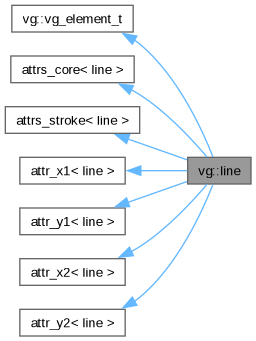 vg::vg_element_t
attrs_core< line >
attrs_stroke< line >
attr_x1< line >
vg::line
attr_y1< line >
attr_x2< line >
attr_y2< line >